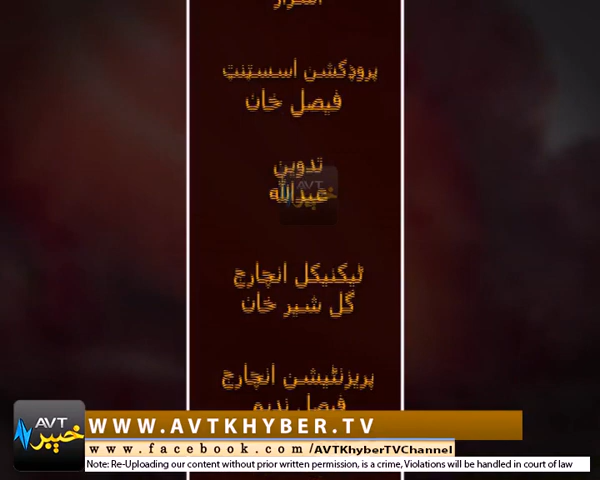 پروڈکشن اسسٹنٹ
فیصل خان
تدوین
عبیداللہ
ٹیکنیکل انچارج
گل شیر خان
پریزنٹیشن انچارج
فیصل ندیم
AVT
خیبر
WWW.AVTKHYBER.TV
www.facebook.com/AVTKhyberTVChannel
Note: Re-Uploading our content without prior written permission, is a crime, Violations will be handled in court of law